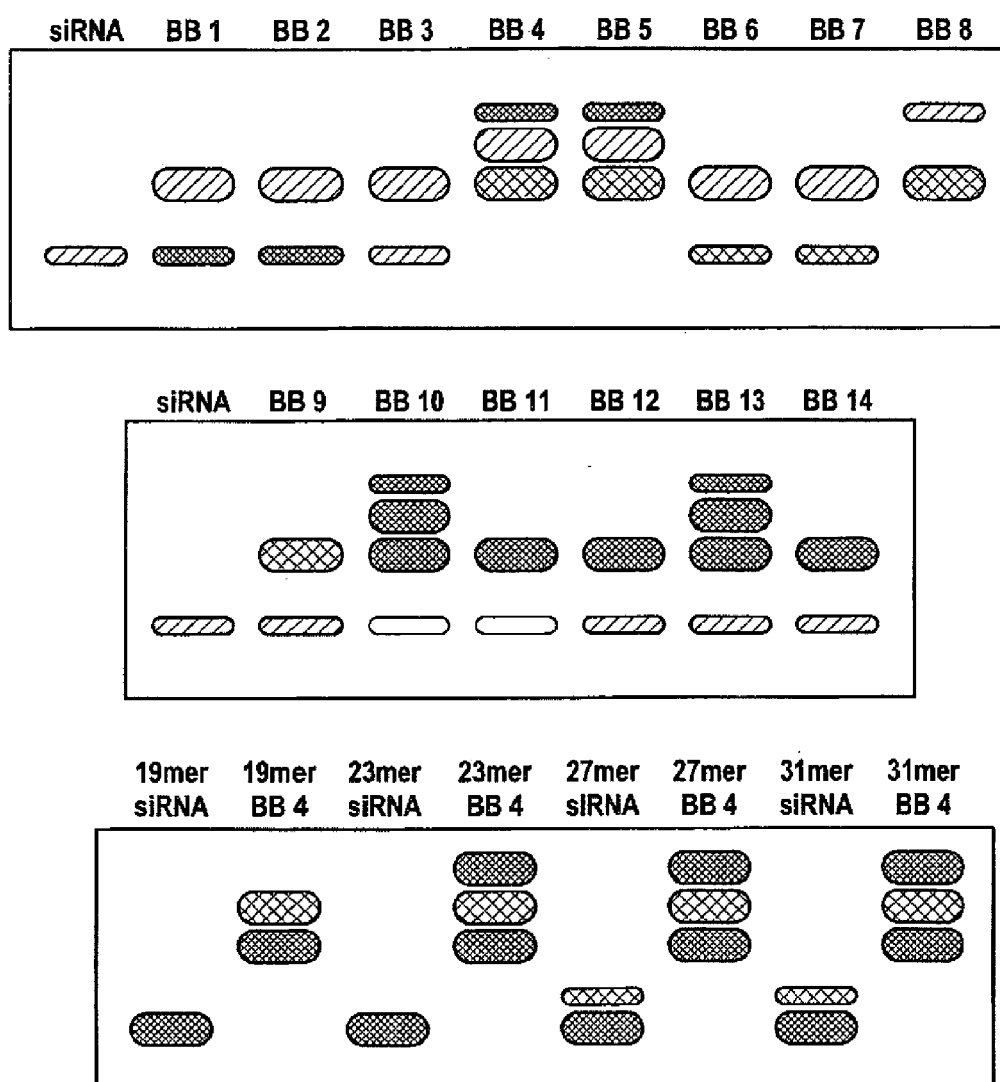 siRNA BB 1 BB 2 BB 3 BB 4 BB 5 BB 6 BB 7 BB 8
siRNA BB 9 BB 10 BB 11 BB 12 BB 13 BB 14
19mer 19mer 23mer 23mer 27mer 27mer 31mer 31mer
siRNA BB 4 siRNA BB 4 siRNA BB 4 siRNA BB 4